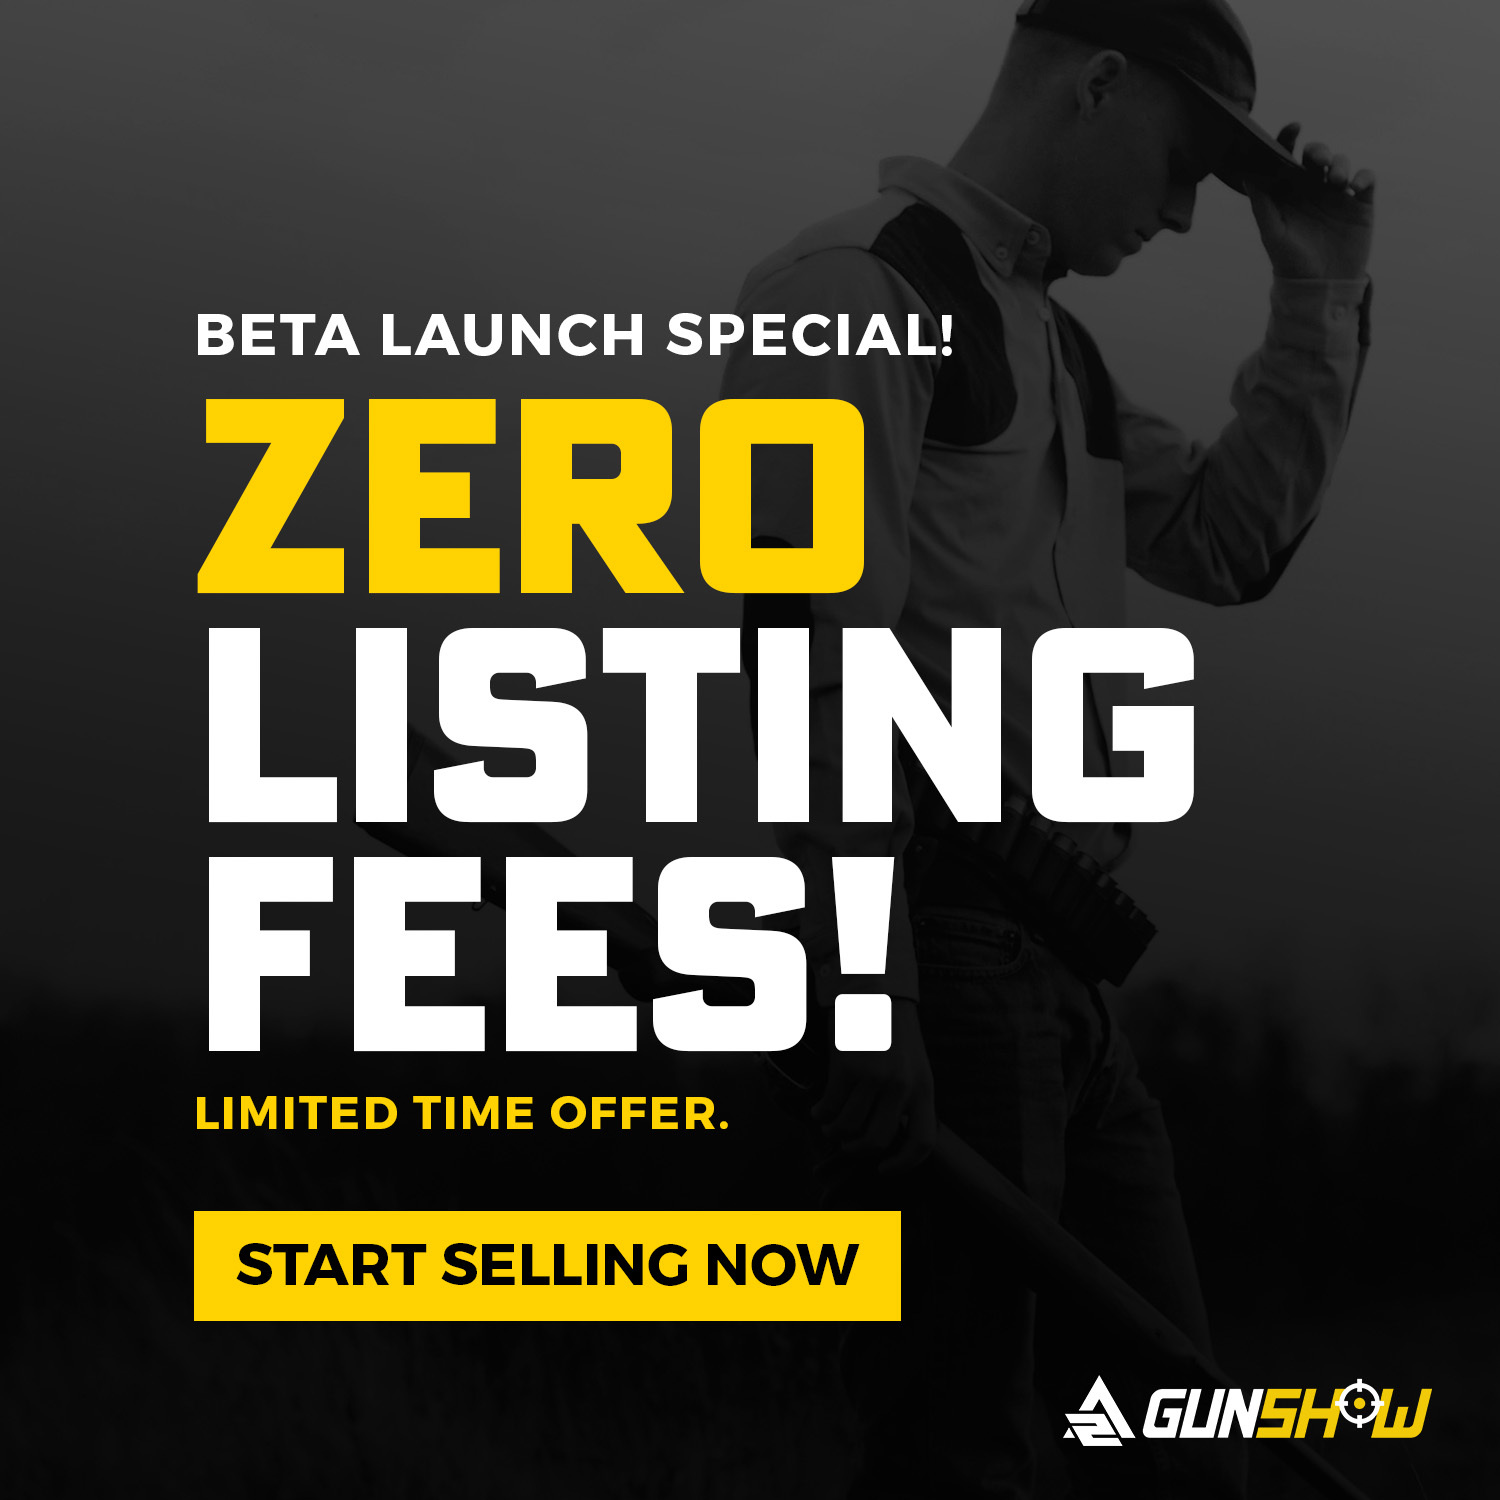 BETA LAUNCH SPECIAL!
ZERO
LISTING
FEES!
LIMITED TIME OFFER.
START SELLING NOW
GUNSHOW